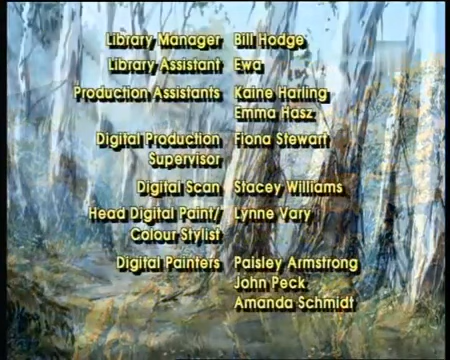 Library Manager Bill Hodge
Library Assistant Ewa
Production Assistants Kaine Harling
Emma Hasz
Digital Production Fiona Stewart
Supervisor
Digital Scan Stacey Williams
Head Digital Paint/ Lynne Vary
Colour Stylist
Digital Painters Paisley Armstrong
John Peck
Amanda Schmidt